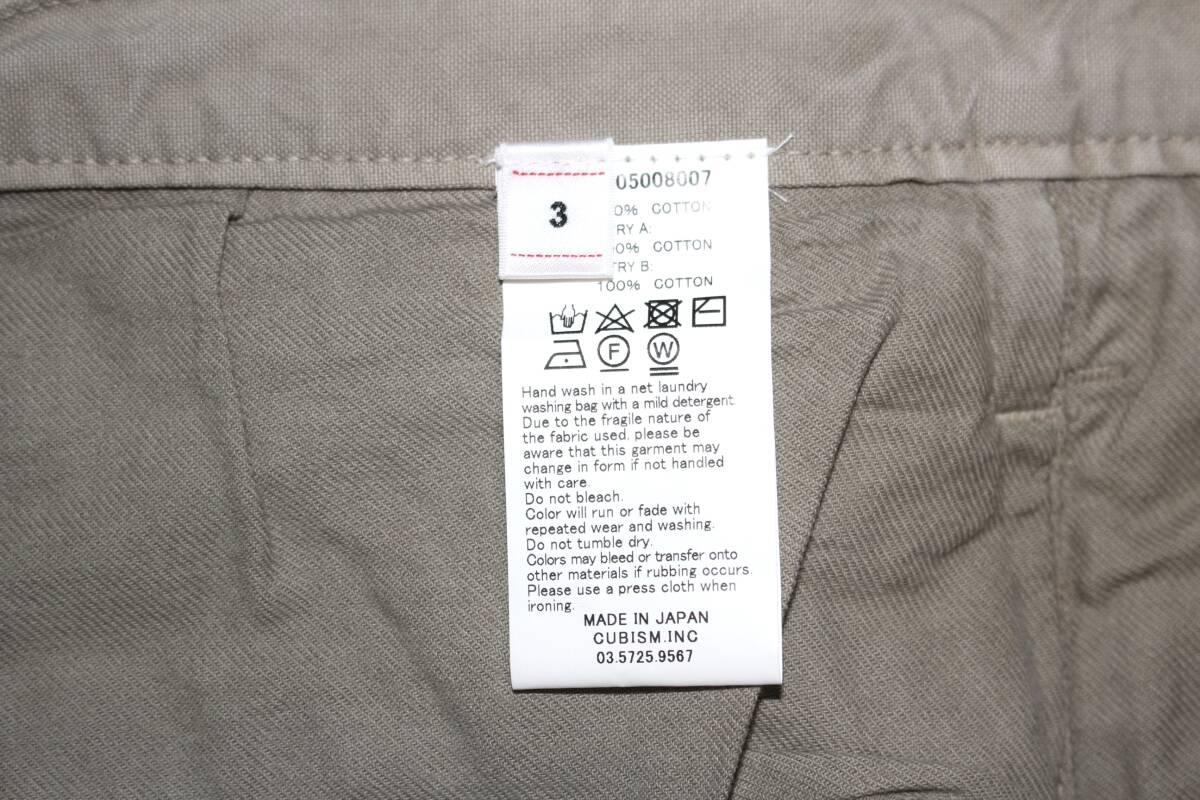 3
05008007
0% COTTON
RY A:
0% COTTON
TRY B:
100% COTTON
F W
Hand wash in a net laundry
washing bag with a mild detergent.
Due to the fragile nature of
the fabric used, please be
aware that this garment may
change in form if not handled
with care.
Do not bleach.
Color will run or fade with
repeated wear and washing.
Do not tumble dry.
Colors may bleed or transfer onto
other materials if rubbing occurs.
Please use a press cloth when
ironing.
MADE IN JAPAN
CUBISM.INC
03.5725.9567